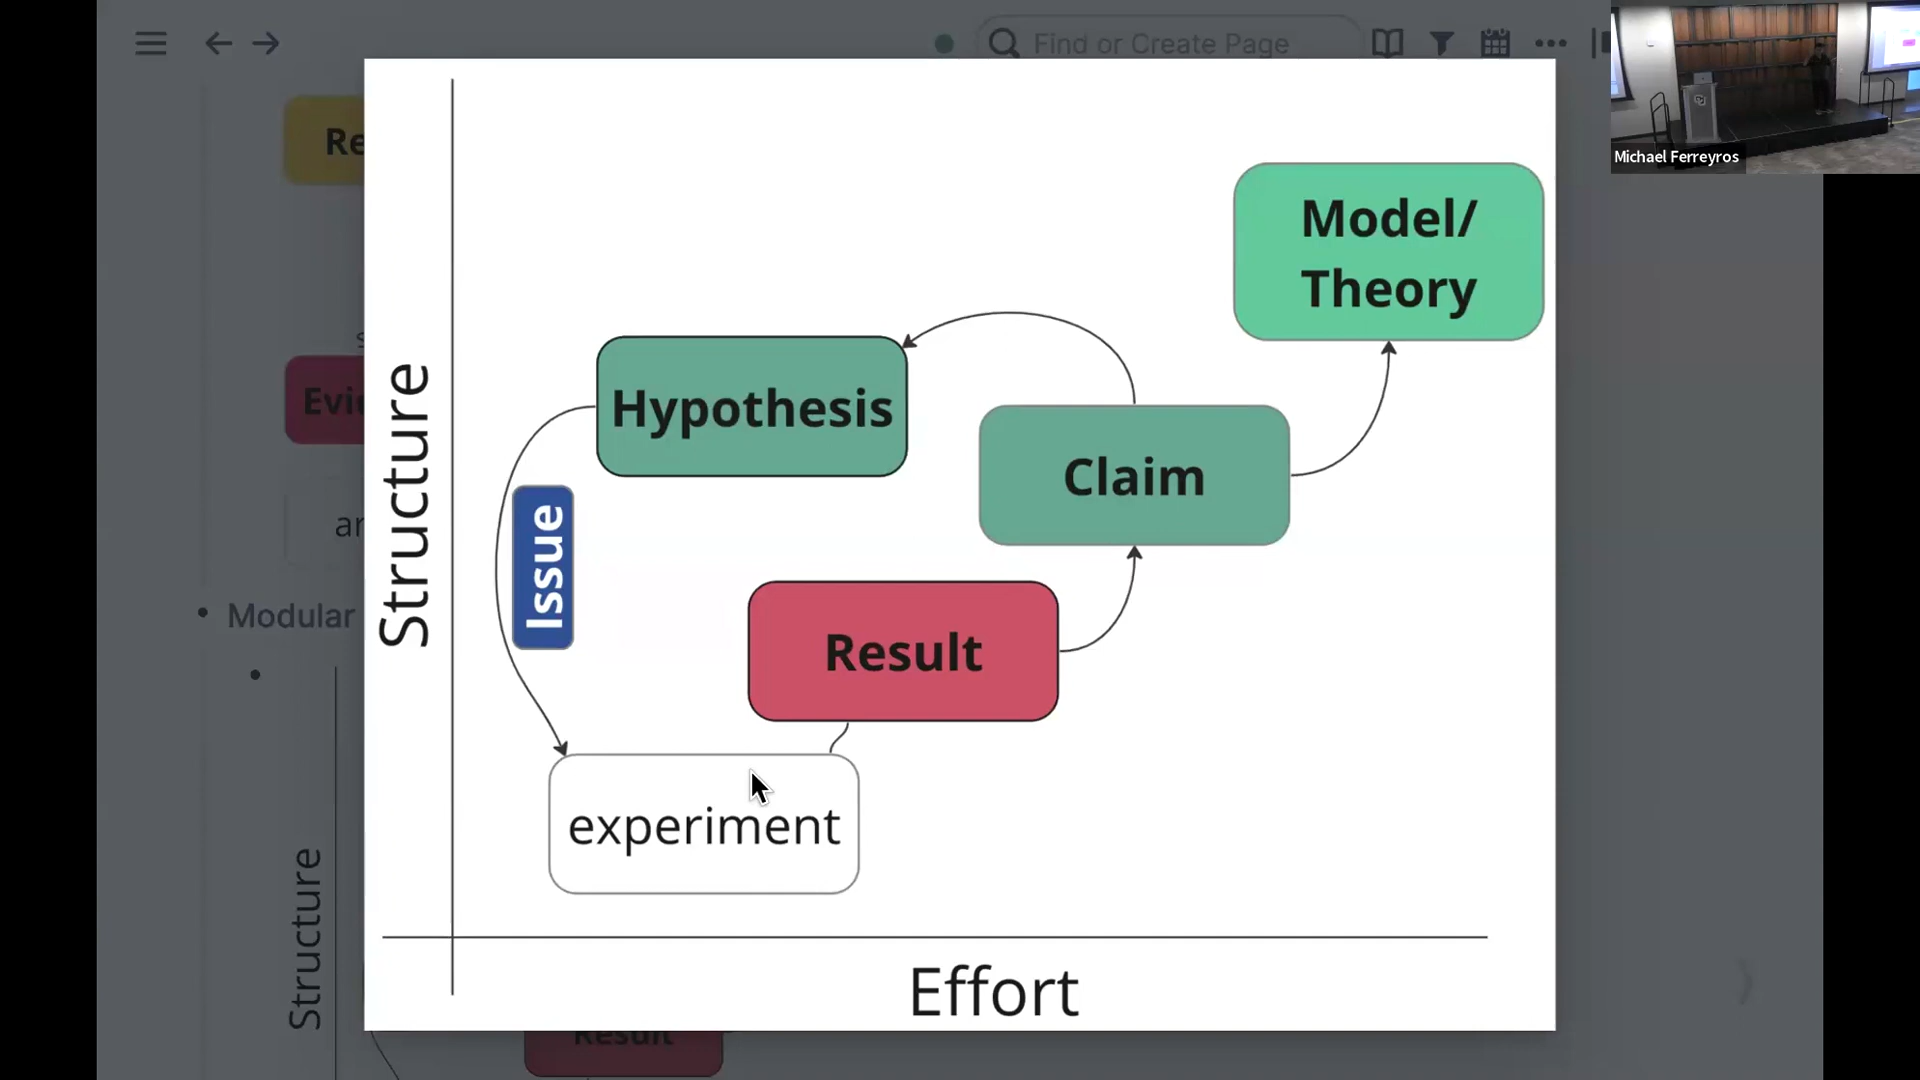 Find or Create Page
Michael Ferreyros
Re
Model/
Theory
Hypothesis
Evi
Claim
Structure
ar
Issue
Modular
Result
experiment
Structure
Effort
Result